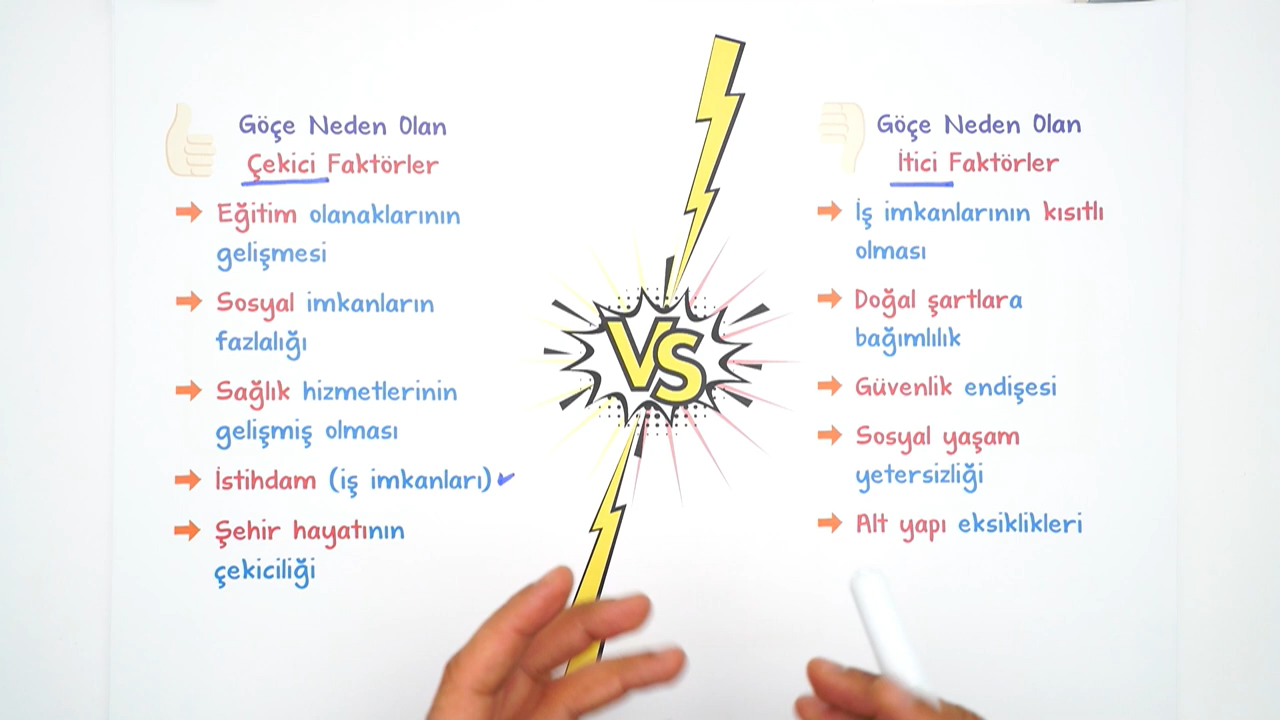 Göçe Neden Olan
Çekici Faktörler
Eğitim olanaklarının
gelişmesi
Sosyal imkanların
fazlalığı
Sağlık hizmetlerinin
gelişmiş olması
İstihdam (iş imkanları)
Şehir hayatının
çekiciliği
VS
Göçe Neden Olan
İtici Faktörler
İş imkanlarının kısıtlı
olması
Doğal şartlara
bağımlılık
Güvenlik endişesi
Sosyal yaşam
yetersizliği
Alt yapı eksiklikleri